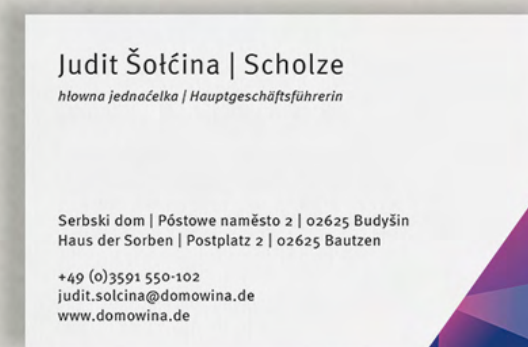 Judit Šołćina | Scholze
hłowna jednaćelka | Hauptgeschäftsführerin
Serbski dom | Póstowe naměsto 2 | 02625 Budyšin
Haus der Sorben | Postplatz 2 | 02625 Bautzen
+49 (0)3591 550-102
judit.solcina@domowina.de
www.domowina.de